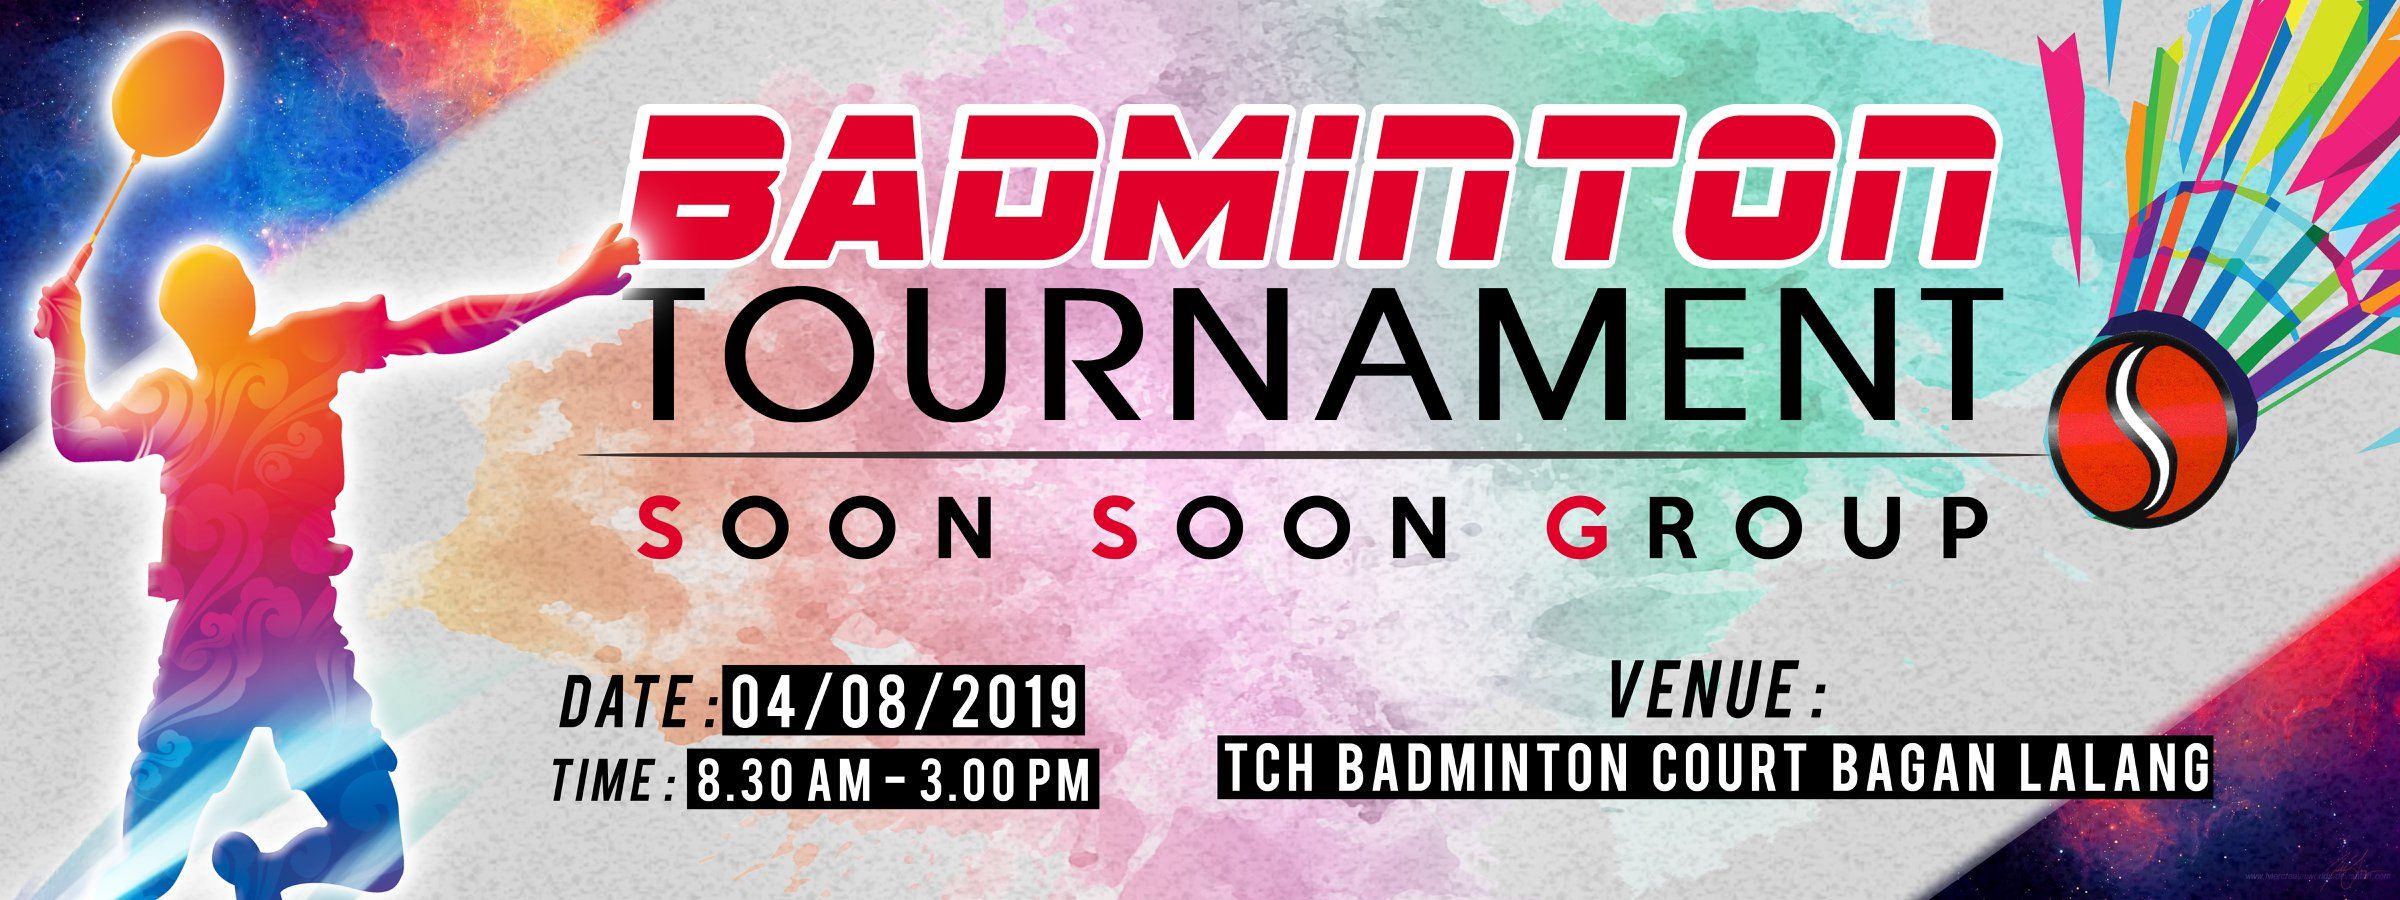 BADMINTON
TOURNAMENT
SOON SOON GROUP
DATE : 04/08/2019
TIME : 8.30 AM – 3.00 PM
VENUE :
TCH BADMINTON COURT BAGAN LALANG